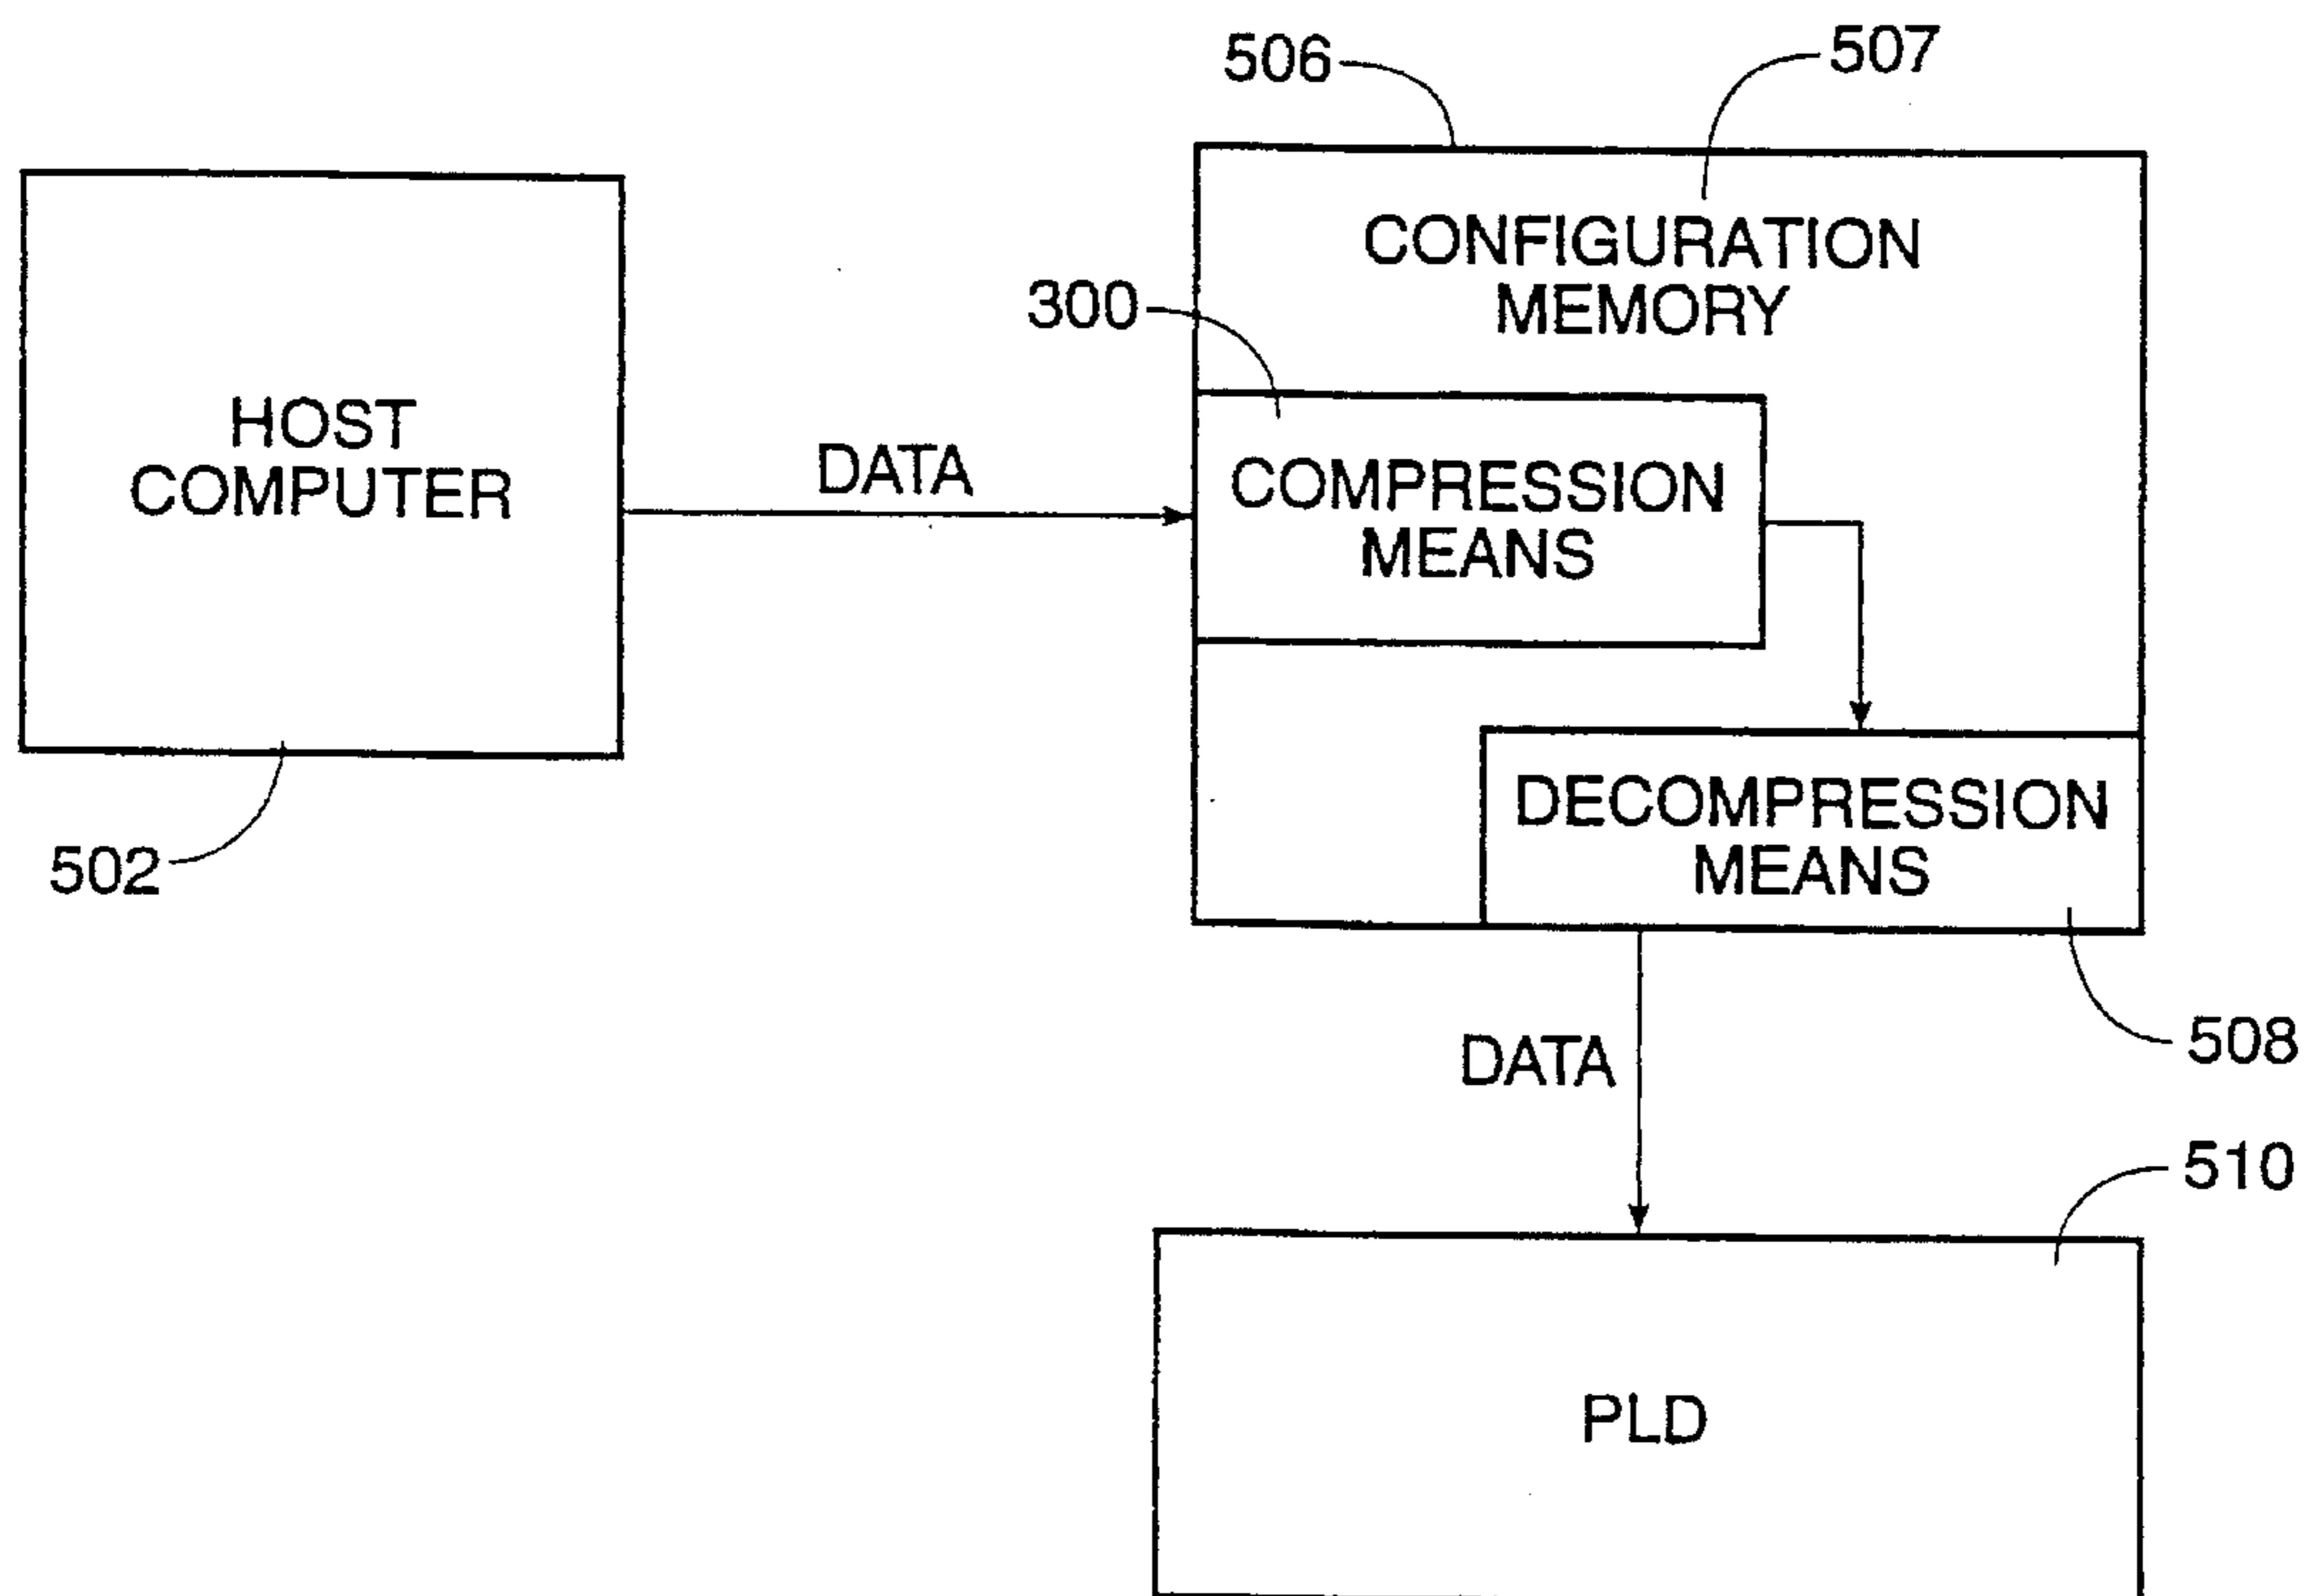 506
507
CONFIGURATION
MEMORY
300
HOST
COMPUTER
DATA
COMPRESSION
MEANS
DECOMPRESSION
MEANS
502
508
DATA
510
PLD